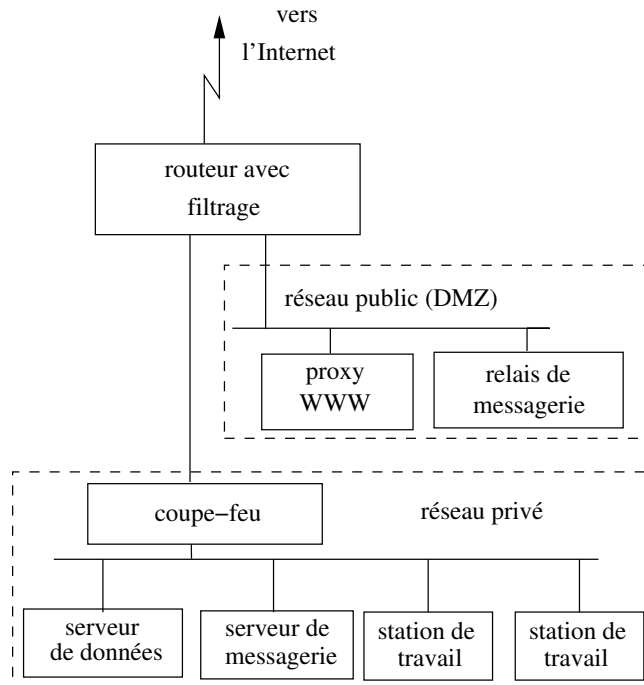 vers
l'Internet
routeur avec
filtrage
réseau public (DMZ)
proxy
WWW
relais de
messagerie
coupe−feu
réseau privé
serveur
de données
serveur de
messagerie
station de
travail
station de
travail